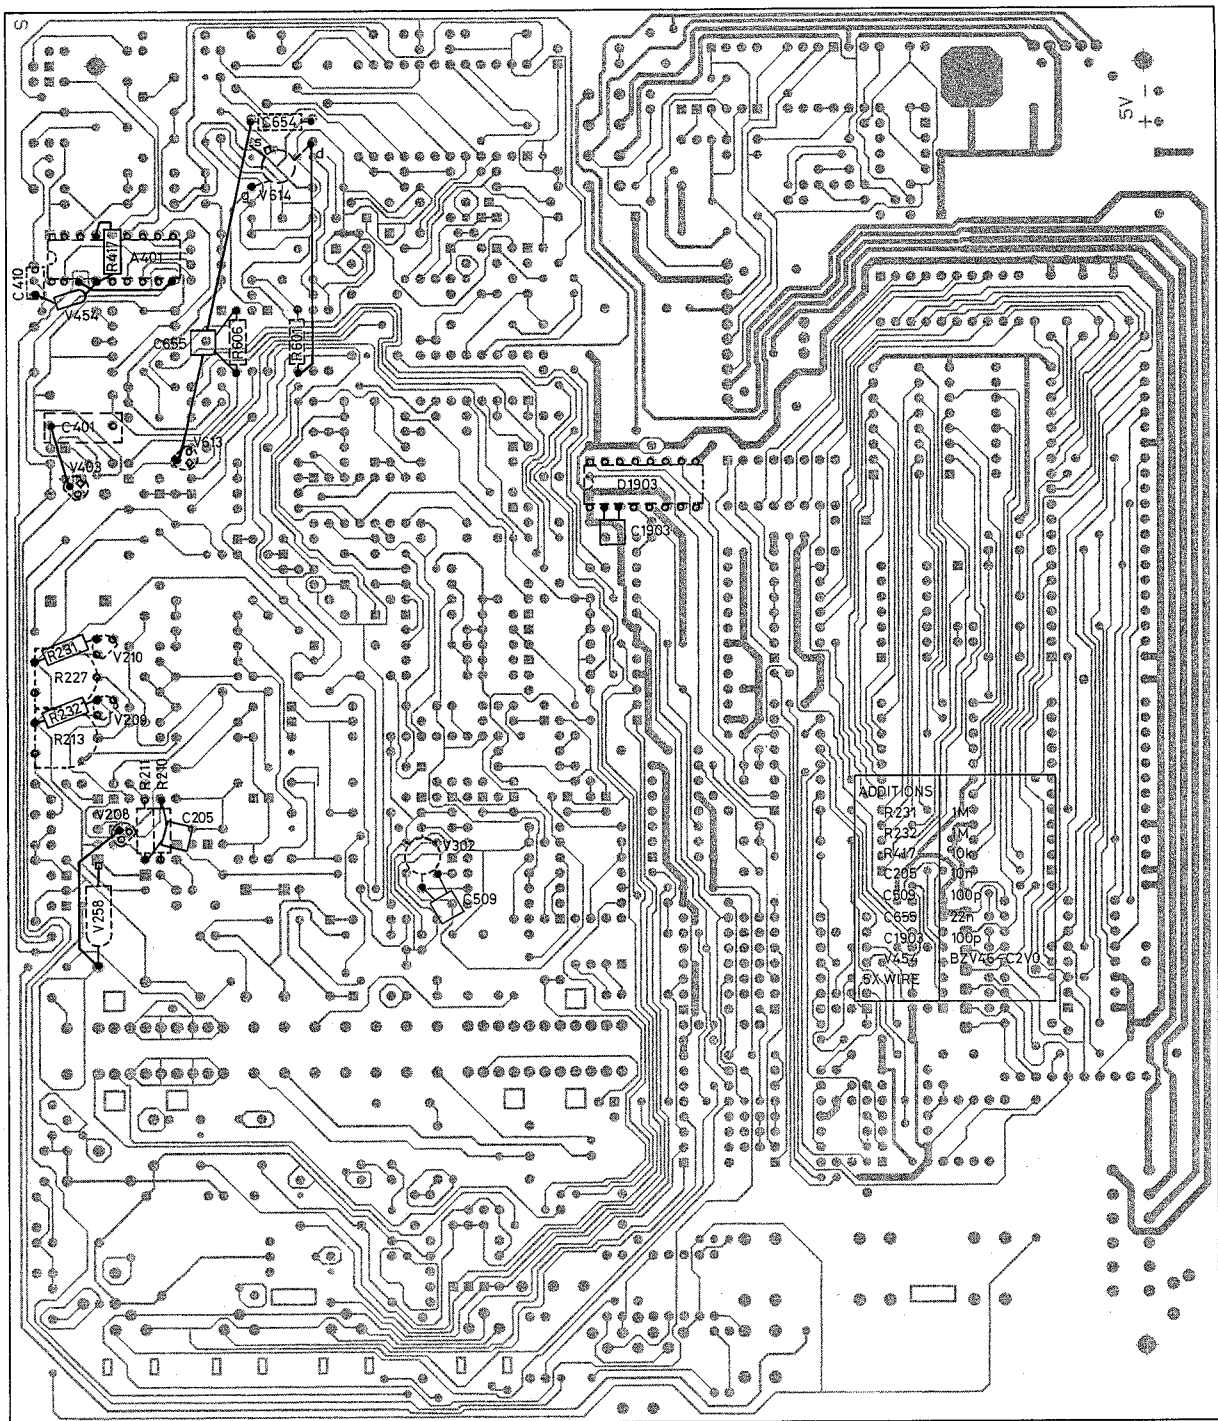 S
5V
+ -
C654
s
d
g
V614
R417
A401
C410
V454
C655
R606
R601
C401
V613
V403
D1903
C1903
R231
V210
R227
R232
V209
R213
R211
R210
V208
C205
V302
C509
V258
ADDITIONS
R231 1M
R232 1M
R417 10k
C205 10n
C509 100p
C655 22n
C1903 100p
V454 BZV46-C2V0
5X WIRE